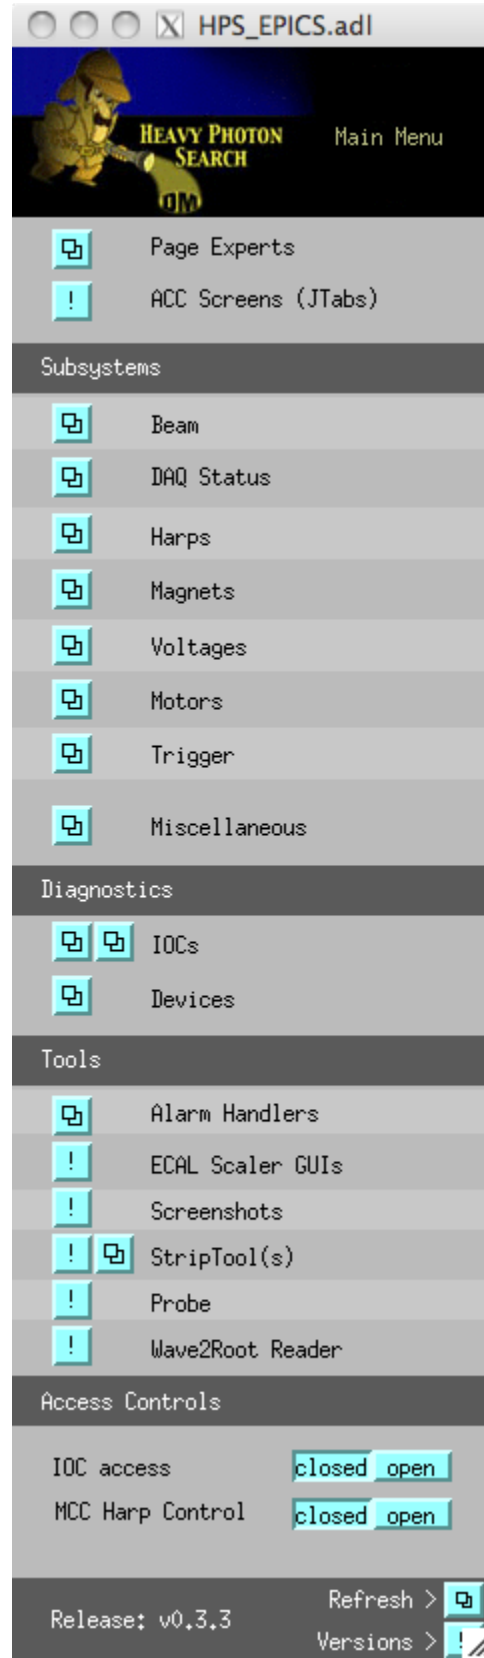 HPS_EPICS.adl
HEAVY PHOTON
SEARCH
Main Menu
OM
Page Experts
! ACC Screens (JTabs)
Subsystems
Beam
DAQ Status
Harps
Magnets
Voltages
Motors
Trigger
Miscellaneous
Diagnostics
IOCs
Devices
Tools
Alarm Handlers
! ECAL Scaler GUIs
! Screenshots
! StripTool(s)
! Probe
! Wave2Root Reader
Access Controls
IOC access closed open
MCC Harp Control closed open
Refresh >
Release: v0.3.3
Versions > !